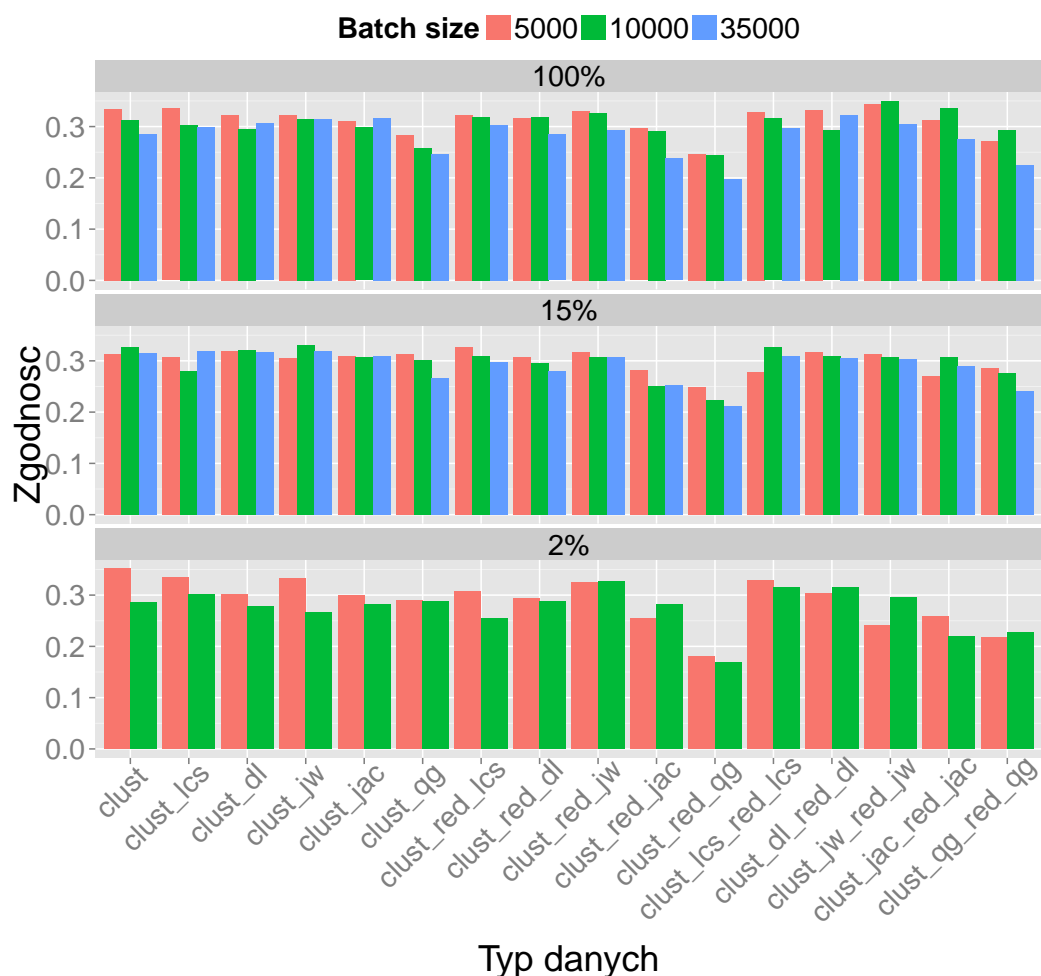 Batch size 5000 10000 35000
100%
0.3
0.2
0.1
0.0
15%
0.3
0.2
0.1
0.0
2%
0.3
0.2
0.1
0.0
Zgodnosc
clust
clust_lcs
clust_dl
clust_jw
clust_jac
clust_qg
clust_red_lcs
clust_red_dl
clust_red_jw
clust_red_jac
clust_red_qg
clust_lcs_red_lcs
clust_dl_red_dl
clust_jw_red_jw
clust_jac_red_jac
clust_qg_red_qg
Typ danych